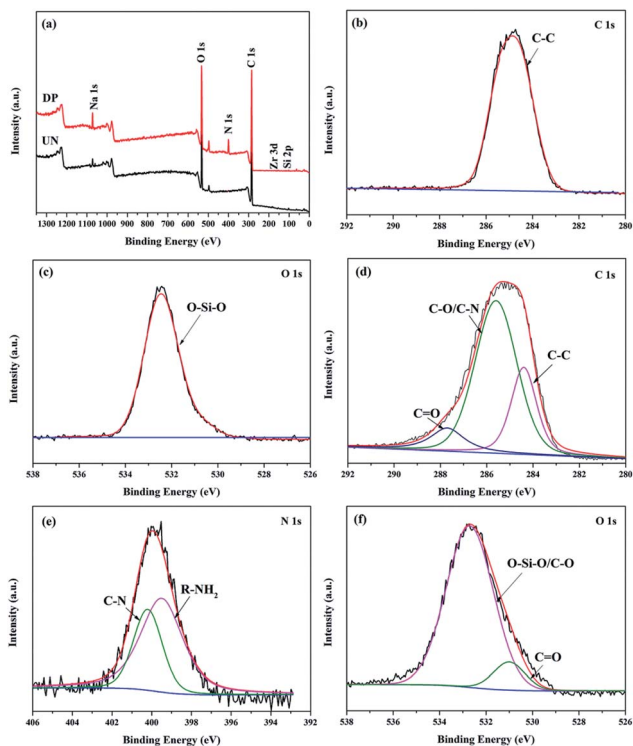 (a)
O 1s
C 1s
Na 1s
DP
N 1s
UN
Zr 3d
Si 2p
Intensity (a.u.)
1300 1200 1100 1000 900 800 700 600 500 400 300 200 100 0
Binding Energy (eV)
(b)
C 1s
C-C
Intensity (a.u.)
292 290 288 286 284 282 280
Binding Energy (eV)
(c)
O 1s
O-Si-O
Intensity (a.u.)
538 536 534 532 530 528 526
Binding Energy (eV)
(d)
C 1s
C-O/C-N
C-C
C=O
Intensity (a.u.)
292 290 288 286 284 282 280
Binding Energy (eV)
(e)
N 1s
C-N
R-NH₂
Intensity (a.u.)
406 404 402 400 398 396 394 392
Binding Energy (eV)
(f)
O 1s
O-Si-O/C-O
C=O
Intensity (a.u.)
538 536 534 532 530 528 526
Binding Energy (eV)